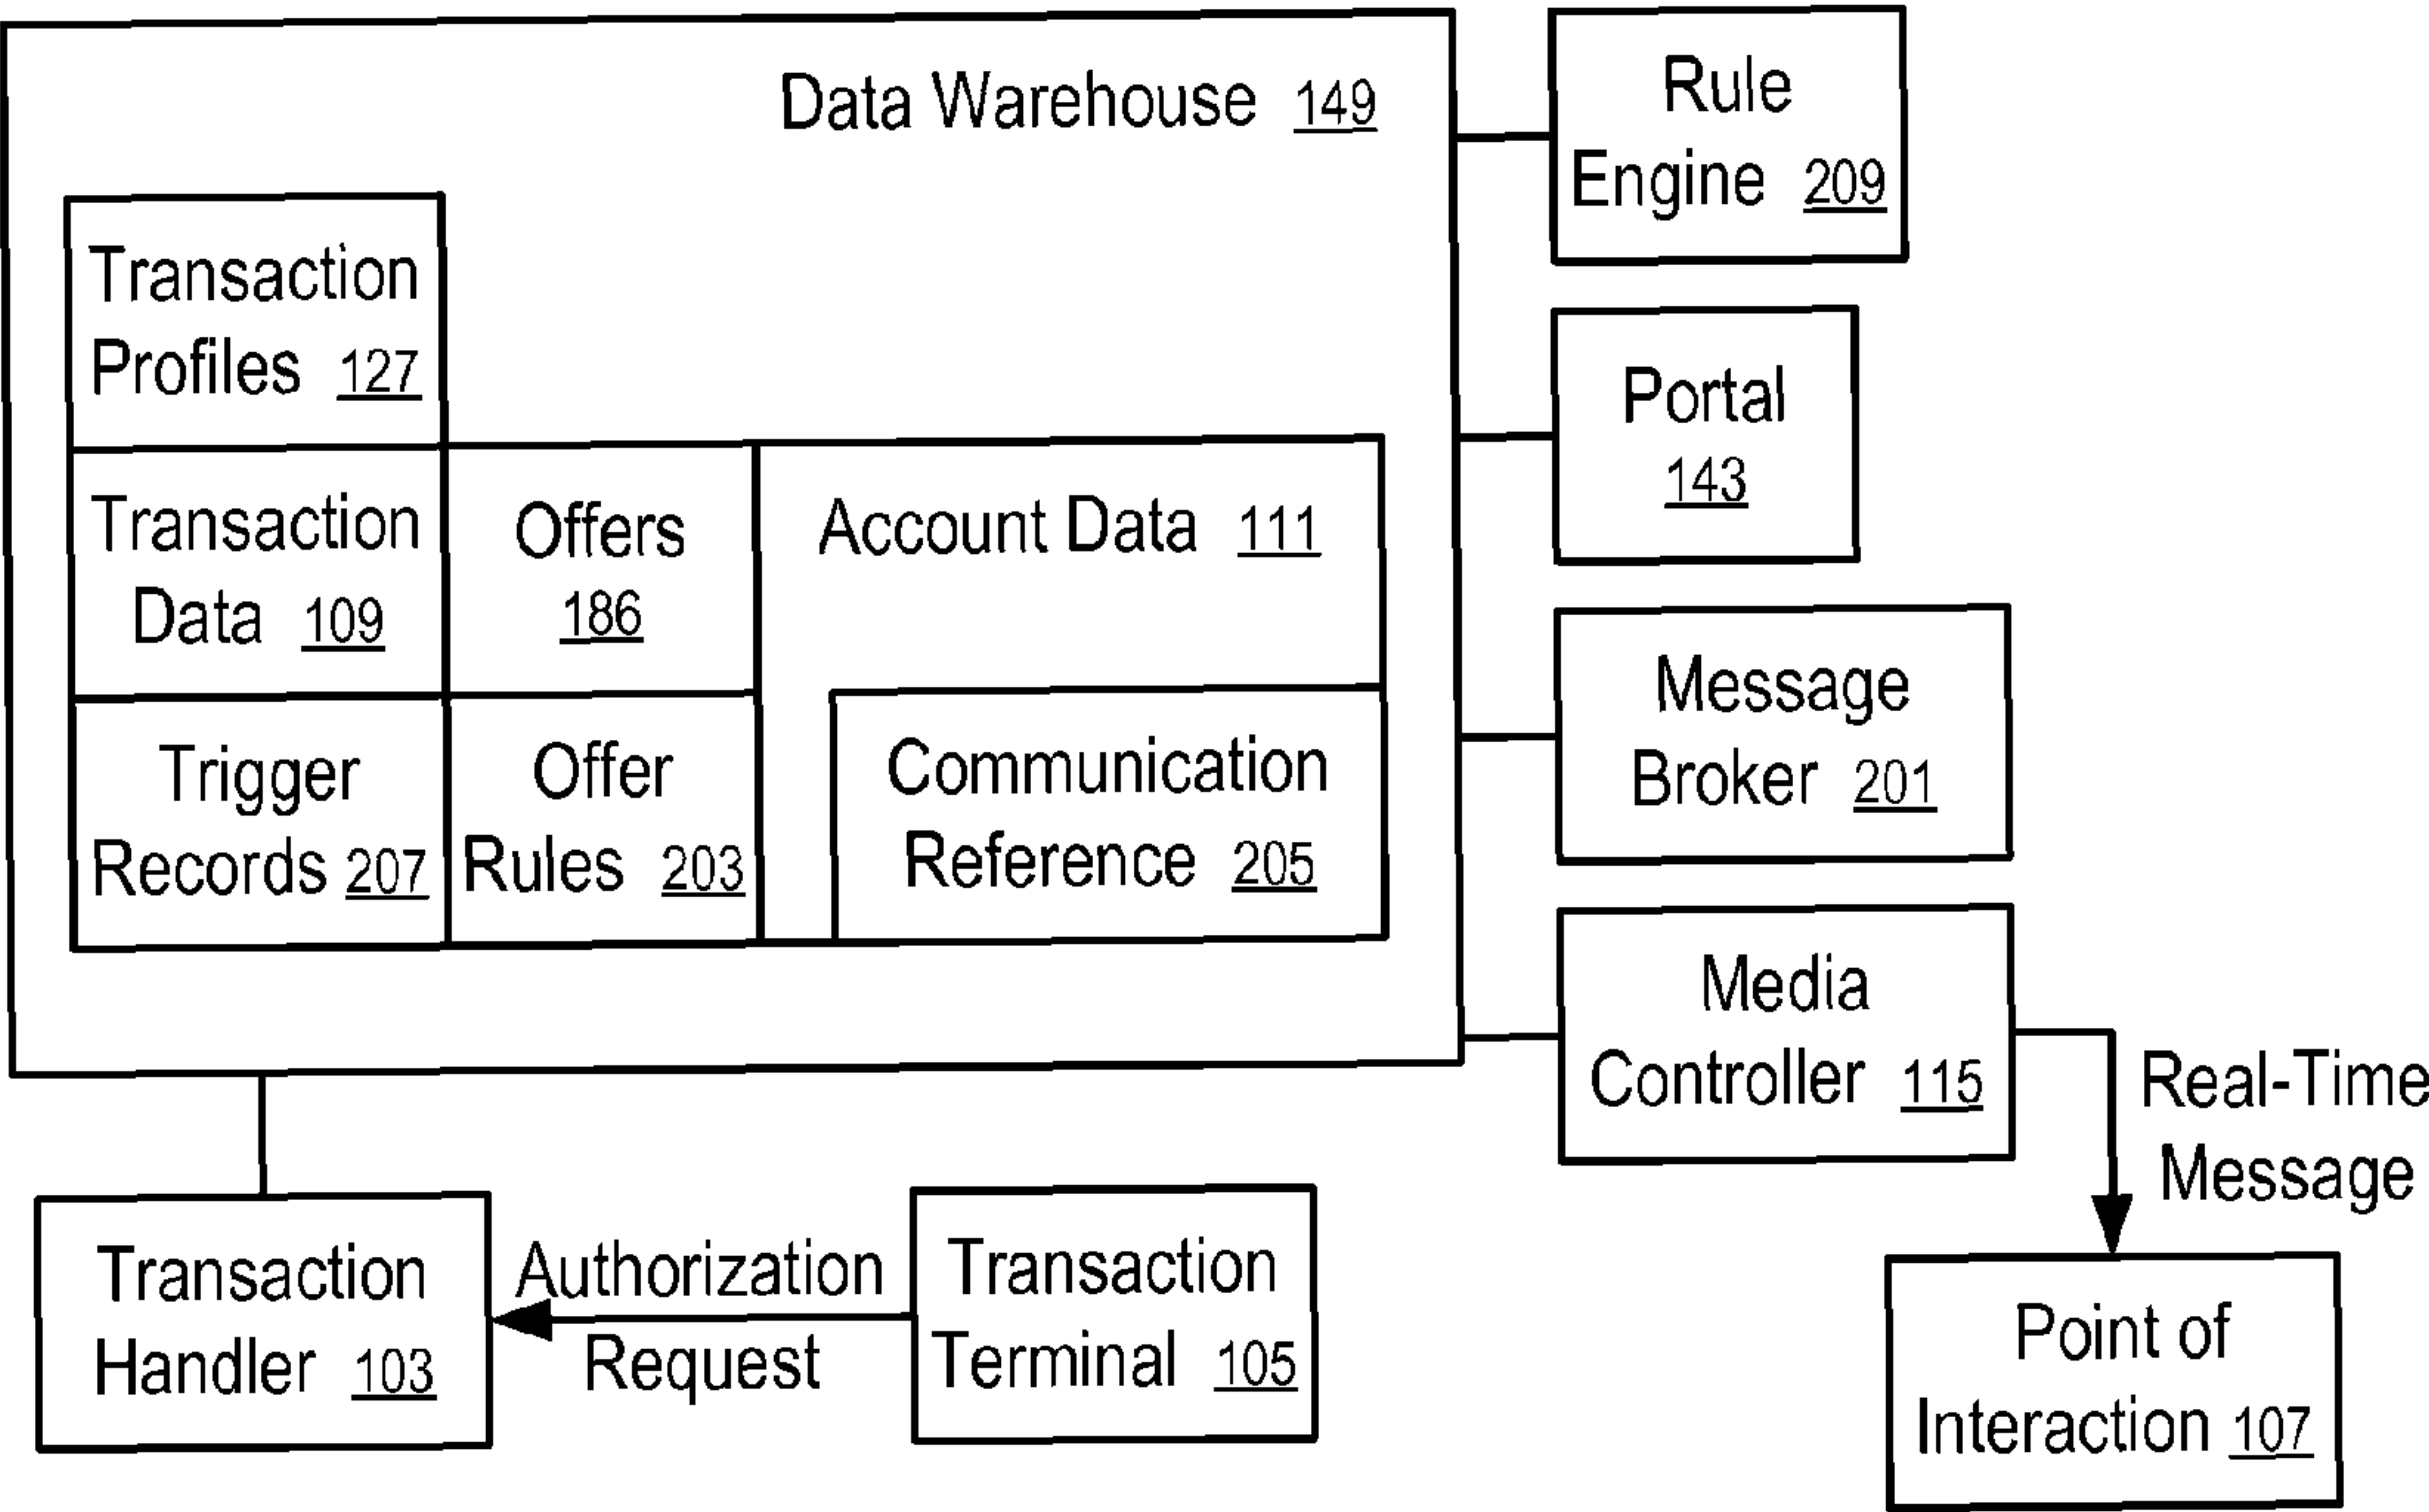 Data Warehouse 149
Transaction
Profiles 127
Transaction
Data 109
Offers
186
Account Data 111
Trigger
Records 207
Offer
Rules 203
Communication
Reference 205
Rule
Engine 209
Portal
143
Message
Broker 201
Media
Controller 115
Real-Time
Message
Transaction
Handler 103
Authorization
Request
Transaction
Terminal 105
Point of
Interaction 107